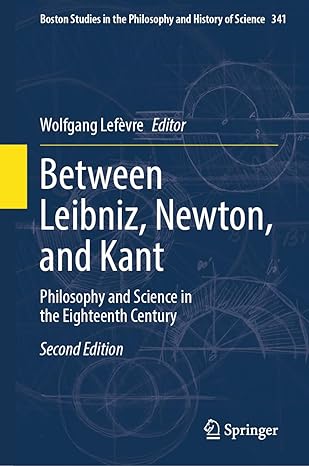 Boston Studies in the Philosophy and History of Science 341
Wolfgang Lefèvre Editor
Between
Leibniz, Newton,
and Kant
Philosophy and Science in
the Eighteenth Century
Second Edition
Springer